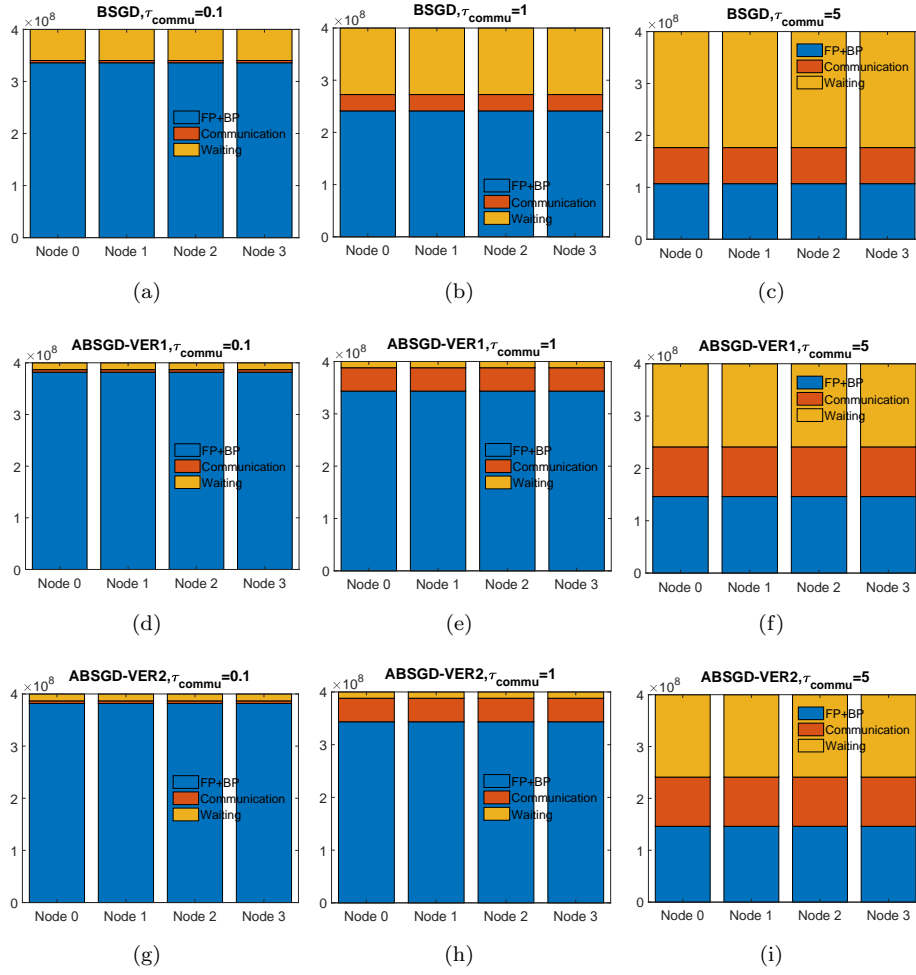 BSGD,τcommu=0.1
×10^8
4
3
2
1
0
FP+BP
Communication
Waiting
Node 0 Node 1 Node 2 Node 3
(a)
BSGD,τcommu=1
×10^8
4
3
2
1
0
FP+BP
Communication
Waiting
Node 0 Node 1 Node 2 Node 3
(b)
BSGD,τcommu=5
×10^8
4
3
2
1
0
FP+BP
Communication
Waiting
Node 0 Node 1 Node 2 Node 3
(c)
ABSGD-VER1,τcommu=0.1
×10^8
4
3
2
1
0
FP+BP
Communication
Waiting
Node 0 Node 1 Node 2 Node 3
(d)
ABSGD-VER1,τcommu=1
×10^8
4
3
2
1
0
FP+BP
Communication
Waiting
Node 0 Node 1 Node 2 Node 3
(e)
ABSGD-VER1,τcommu=5
×10^8
4
3
2
1
0
FP+BP
Communication
Waiting
Node 0 Node 1 Node 2 Node 3
(f)
ABSGD-VER2,τcommu=0.1
×10^8
4
3
2
1
0
FP+BP
Communication
Waiting
Node 0 Node 1 Node 2 Node 3
(g)
ABSGD-VER2,τcommu=1
×10^8
4
3
2
1
0
FP+BP
Communication
Waiting
Node 0 Node 1 Node 2 Node 3
(h)
ABSGD-VER2,τcommu=5
×10^8
4
3
2
1
0
FP+BP
Communication
Waiting
Node 0 Node 1 Node 2 Node 3
(i)